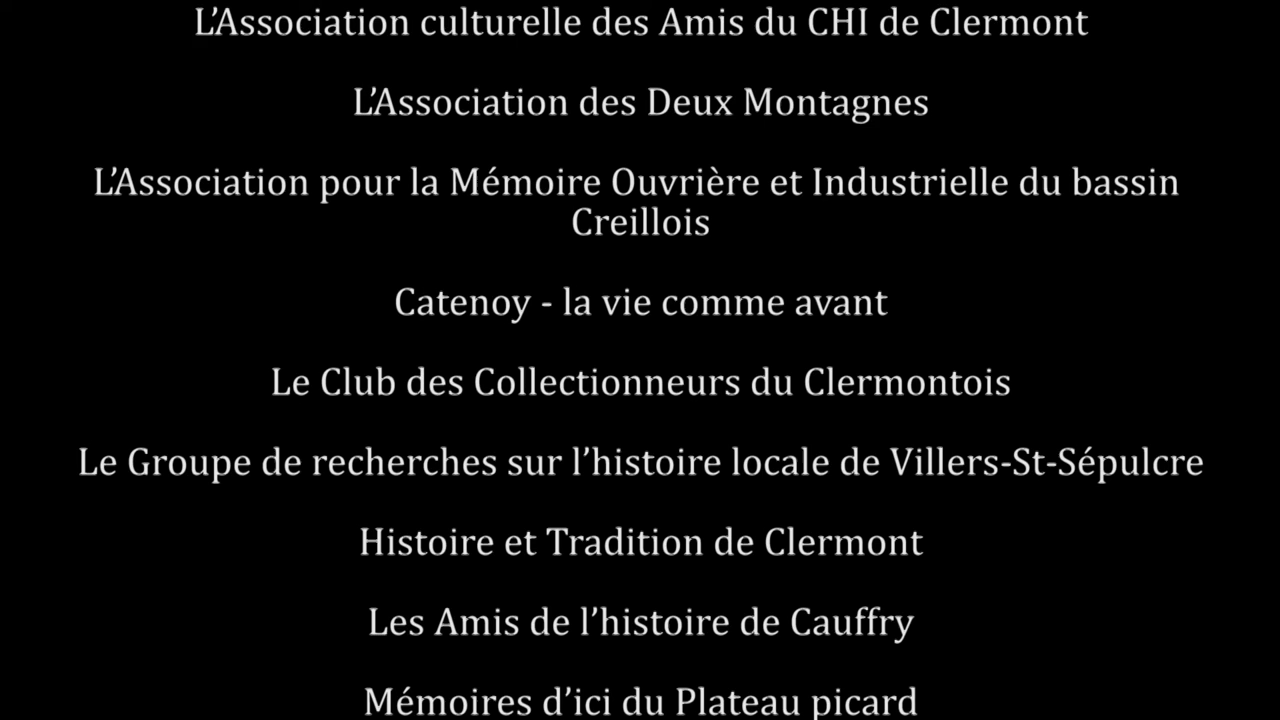 L’Association culturelle des Amis du CHI de Clermont
L’Association des Deux Montagnes
L’Association pour la Mémoire Ouvrière et Industrielle du bassin
Creillois
Catenoy - la vie comme avant
Le Club des Collectionneurs du Clermontois
Le Groupe de recherches sur l’histoire locale de Villers-St-Sépulcre
Histoire et Tradition de Clermont
Les Amis de l’histoire de Cauffry
Mémoires d’ici du Plateau picard